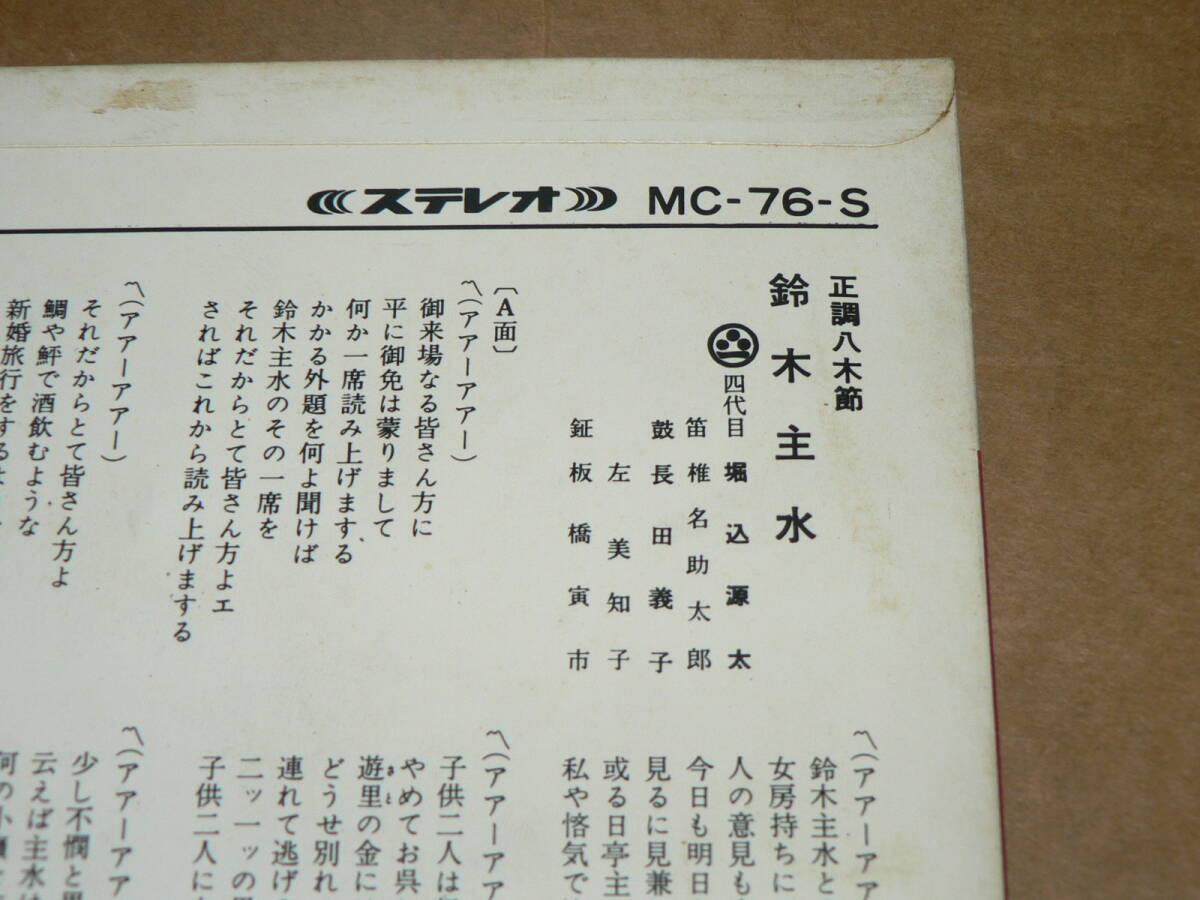 ステレオ MC-76-S
正調八木節
鈴木主水
四代目 堀込源太
笛 椎名助太郎
鼓 長田義子
左美知子
鉦 板橋寅市
〔A面〕
〽(アアーアアー)
御来場なる皆さん方に
平に御免は蒙りまして
何か一席読み上げまする
かかる外題を何よ聞けば
鈴木主水のその一席を
それだからとて皆さん方よエ
さればこれから読み上げまする
〽(アアーアアー)
それだからとて皆さん方よ
鯛や鮃で酒飲むような
新婚旅行をするよ
〽(アアーアア
鈴木主水と
女房持ちに
人の意見も
今日も明日
見るに見兼
或る日亭主
私や悋気で
〽(アアーアア
子供二人は
やめてお呉
遊里の金に
さと
どうせ別れ
連れて逃げ
二ッ一ッの
子供二人に
〽(アアーアア
少し不憫と思
云えば主水は
何の小